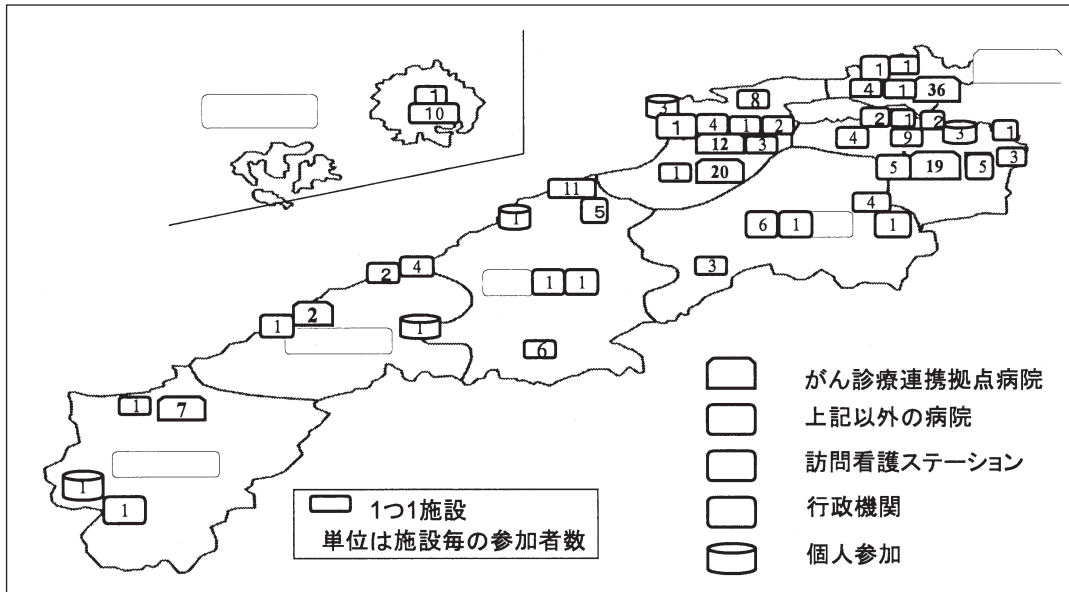 1
10
1 1
4 1 36
8
3
1 4 1 2
12 3
1 20
2 1 2
4 9 3 1
5 19 5 3
4
6 1 1
3
11
5
1
2 4
1 1
2
1
1
6
1 7
1
1
1つ1施設
単位は施設毎の参加者数
がん診療連携拠点病院
上記以外の病院
訪問看護ステーション
行政機関
個人参加